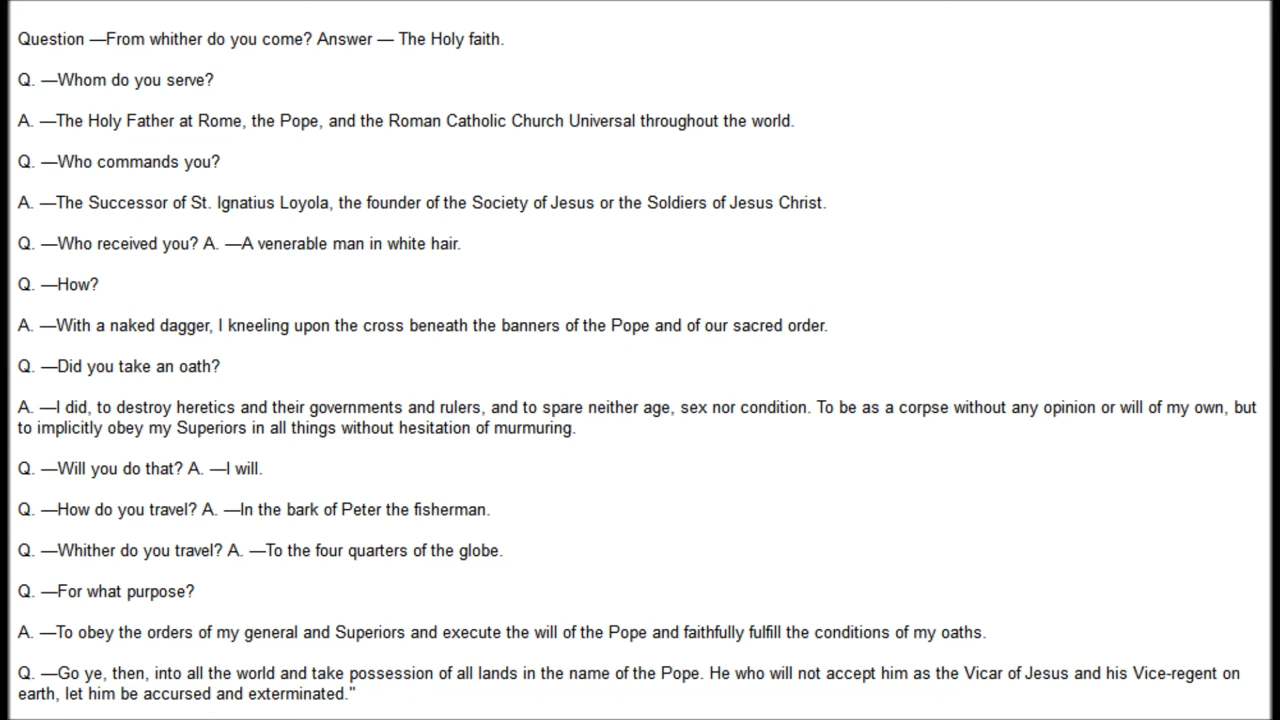 Question —From whither do you come? Answer — The Holy faith.
Q. —Whom do you serve?
A. —The Holy Father at Rome, the Pope, and the Roman Catholic Church Universal throughout the world.
Q. —Who commands you?
A. —The Successor of St. Ignatius Loyola, the founder of the Society of Jesus or the Soldiers of Jesus Christ.
Q. —Who received you? A. —A venerable man in white hair.
Q. —How?
A. —With a naked dagger, I kneeling upon the cross beneath the banners of the Pope and of our sacred order.
Q. —Did you take an oath?
A. —I did, to destroy heretics and their governments and rulers, and to spare neither age, sex nor condition. To be as a corpse without any opinion or will of my own, but
to implicitly obey my Superiors in all things without hesitation of murmuring.
Q. —Will you do that? A. —I will.
Q. —How do you travel? A. —In the bark of Peter the fisherman.
Q. —Whither do you travel? A. —To the four quarters of the globe.
Q. —For what purpose?
A. —To obey the orders of my general and Superiors and execute the will of the Pope and faithfully fulfill the conditions of my oaths.
Q. —Go ye, then, into all the world and take possession of all lands in the name of the Pope. He who will not accept him as the Vicar of Jesus and his Vice-regent on
earth, let him be accursed and exterminated."